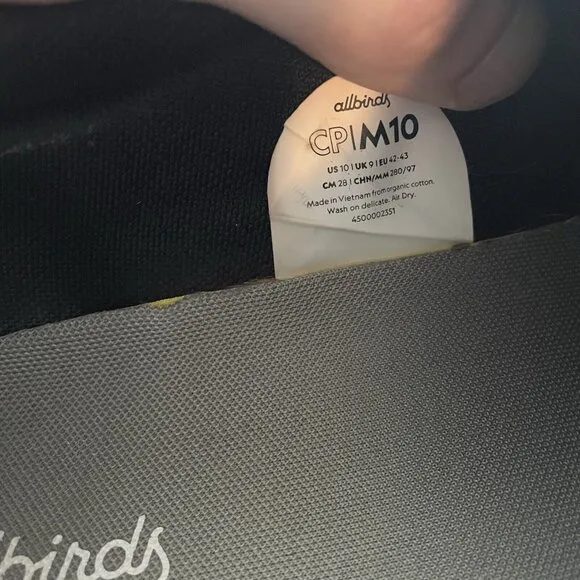 allbirds
CP|M10
US 10 | UK 9 | EU 42-43
CM 28 | CHN/MM 280/97
Made in Vietnam from organic cotton.
Wash on delicate. Air Dry.
4500002351
llbirds